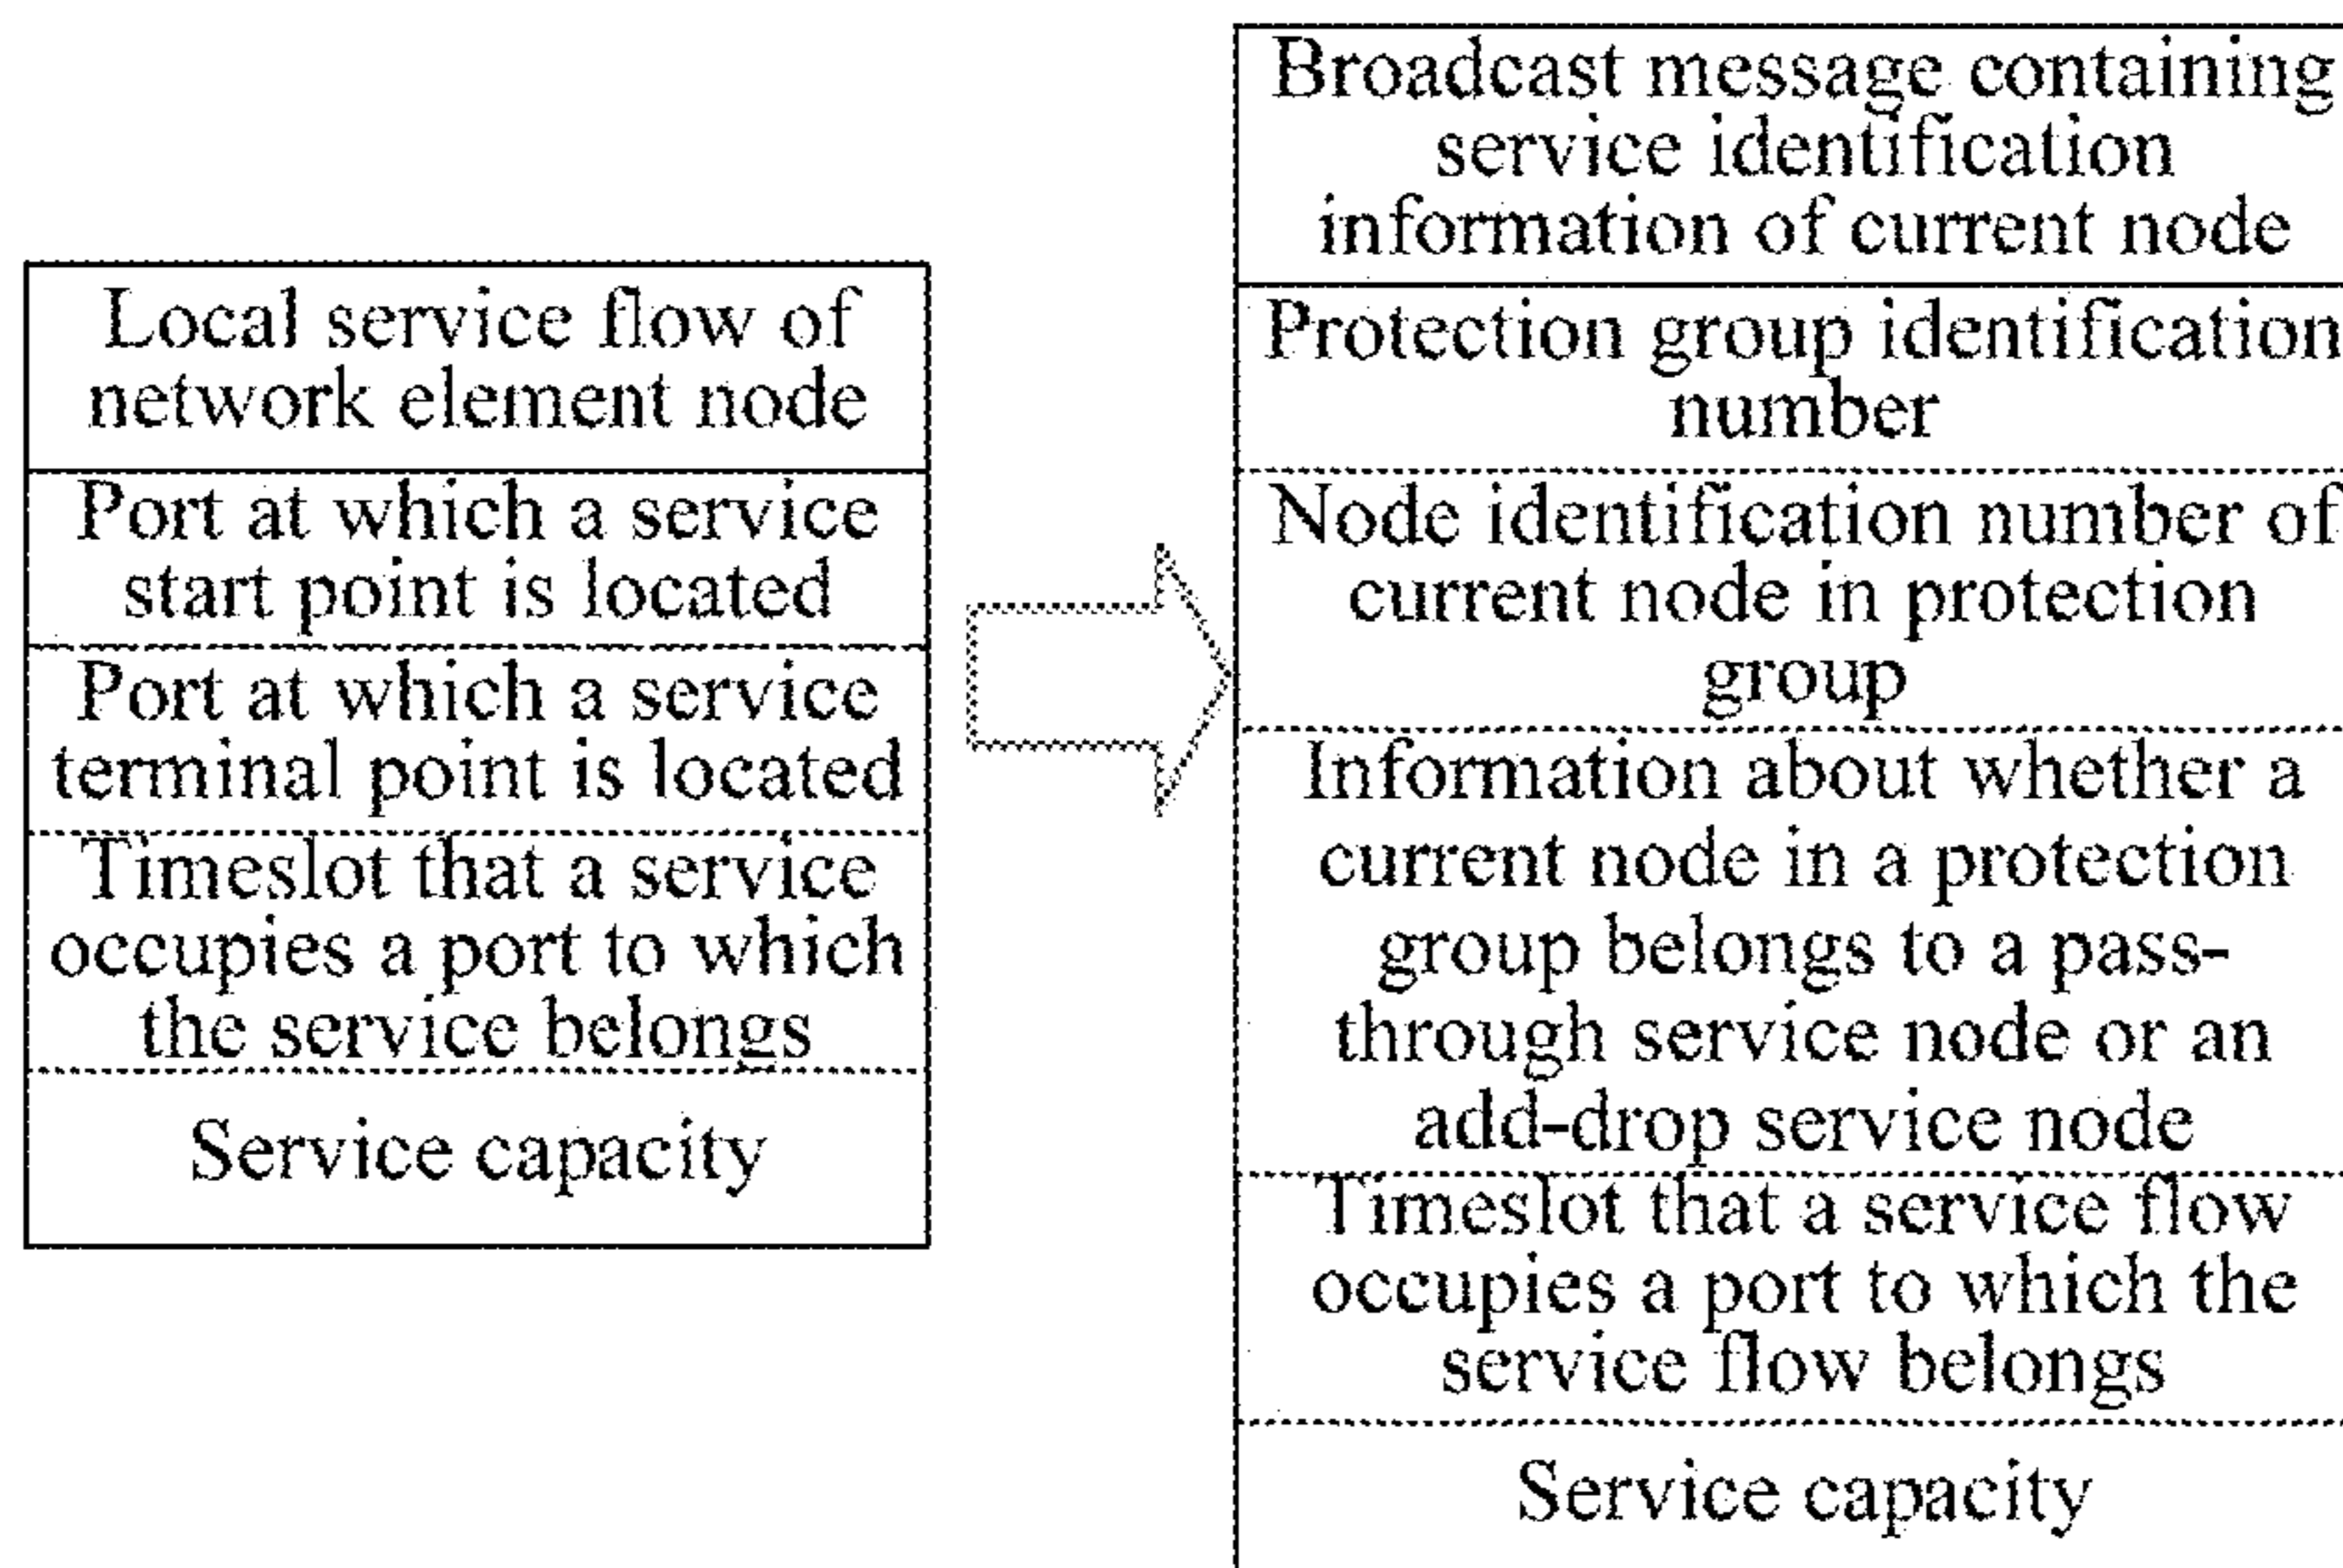 Local service flow of
network element node
Port at which a service
start point is located
Port at which a service
terminal point is located
Timeslot that a service
occupies a port to which
the service belongs
Service capacity
Broadcast message containing
service identification
information of current node
Protection group identification
number
Node identification number of
current node in protection
group
Information about whether a
current node in a protection
group belongs to a pass-
through service node or an
add-drop service node
Timeslot that a service flow
occupies a port to which the
service flow belongs
Service capacity